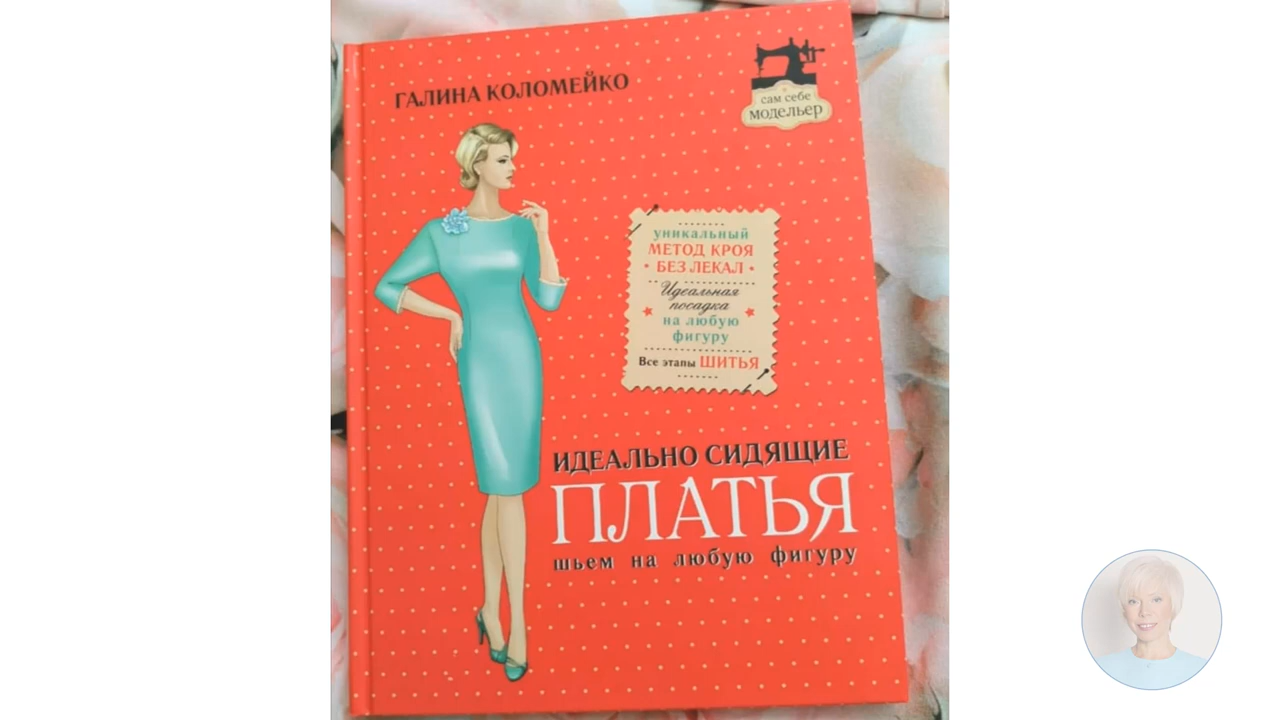 ГАЛИНА КОЛОМЕЙКО
сам себе
модельер
уникальный
МЕТОД КРОЯ
• БЕЗ ЛЕКАЛ •
Идеальная
посадка
на любую
фигуру
Все этапы ШИТЬЯ
ИДЕАЛЬНО СИДЯЩИЕ
ПЛАТЬЯ
шьем на любую фигуру